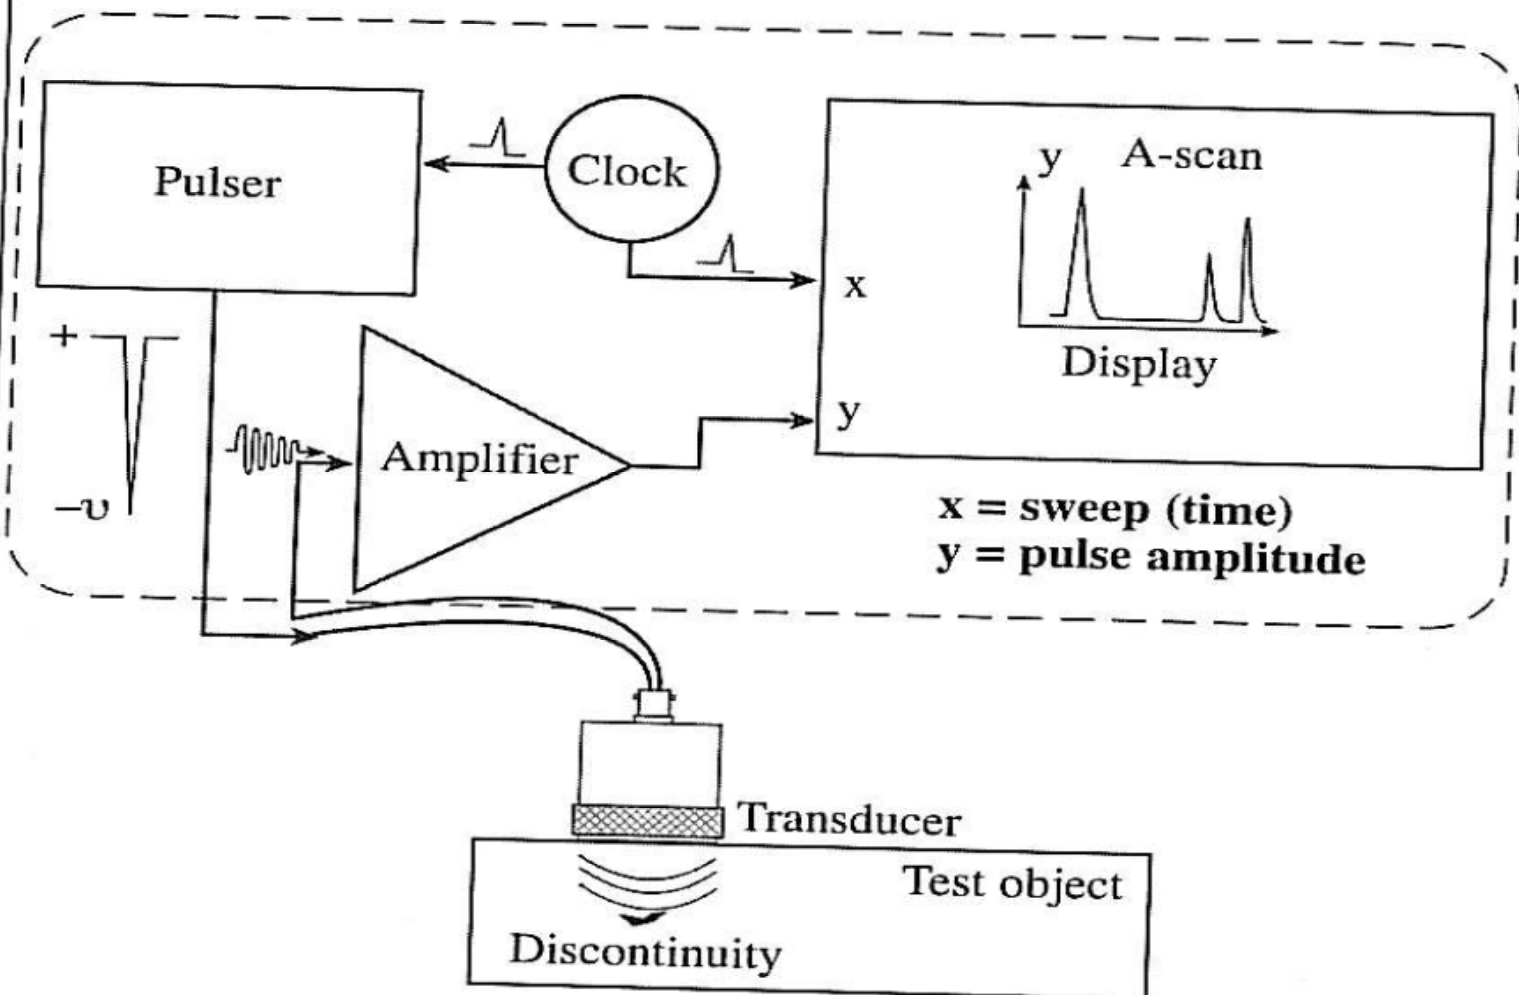 Pulser
Clock
y A-scan
x
Display
+
−υ
Amplifier
y
x = sweep (time)
y = pulse amplitude
Transducer
Test object
Discontinuity